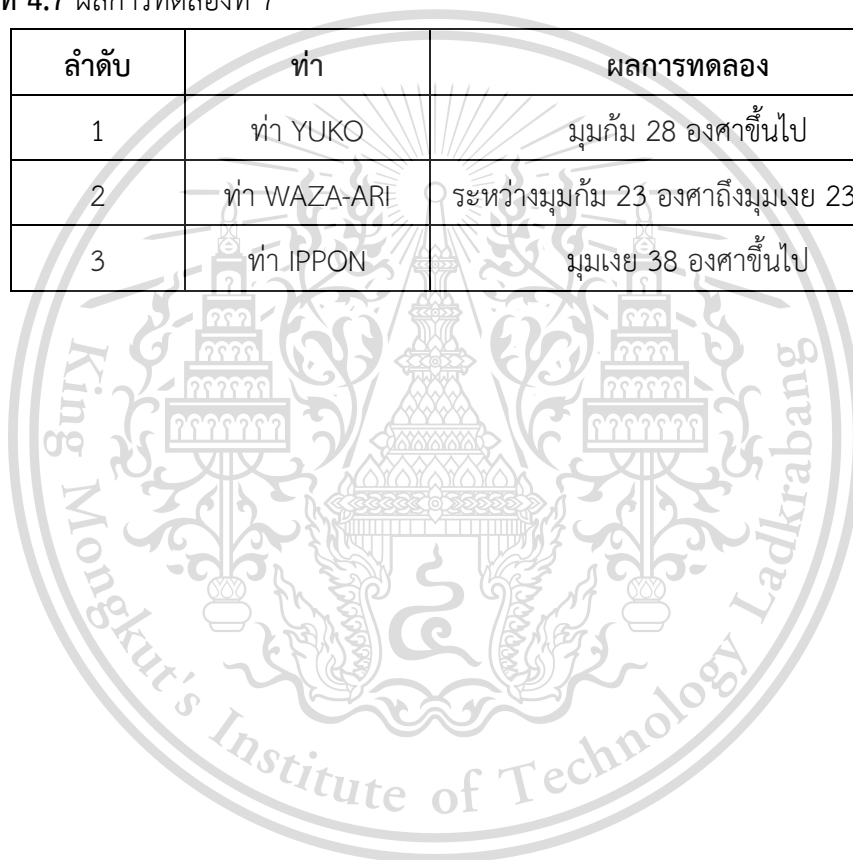 ที่ 4.7 ผลการทดลองที่ 7
ลำดับ ท่า ผลการทดลอง
1 ท่า YUKO มุมก้ม 28 องศาขึ้นไป
2 ท่า WAZA-ARI ระหว่างมุมก้ม 23 องศาถึงมุมเงย 23
3 ท่า IPPON มุมเงย 38 องศาขึ้นไป
King Mongkut's Institute of Technology Ladkrabang